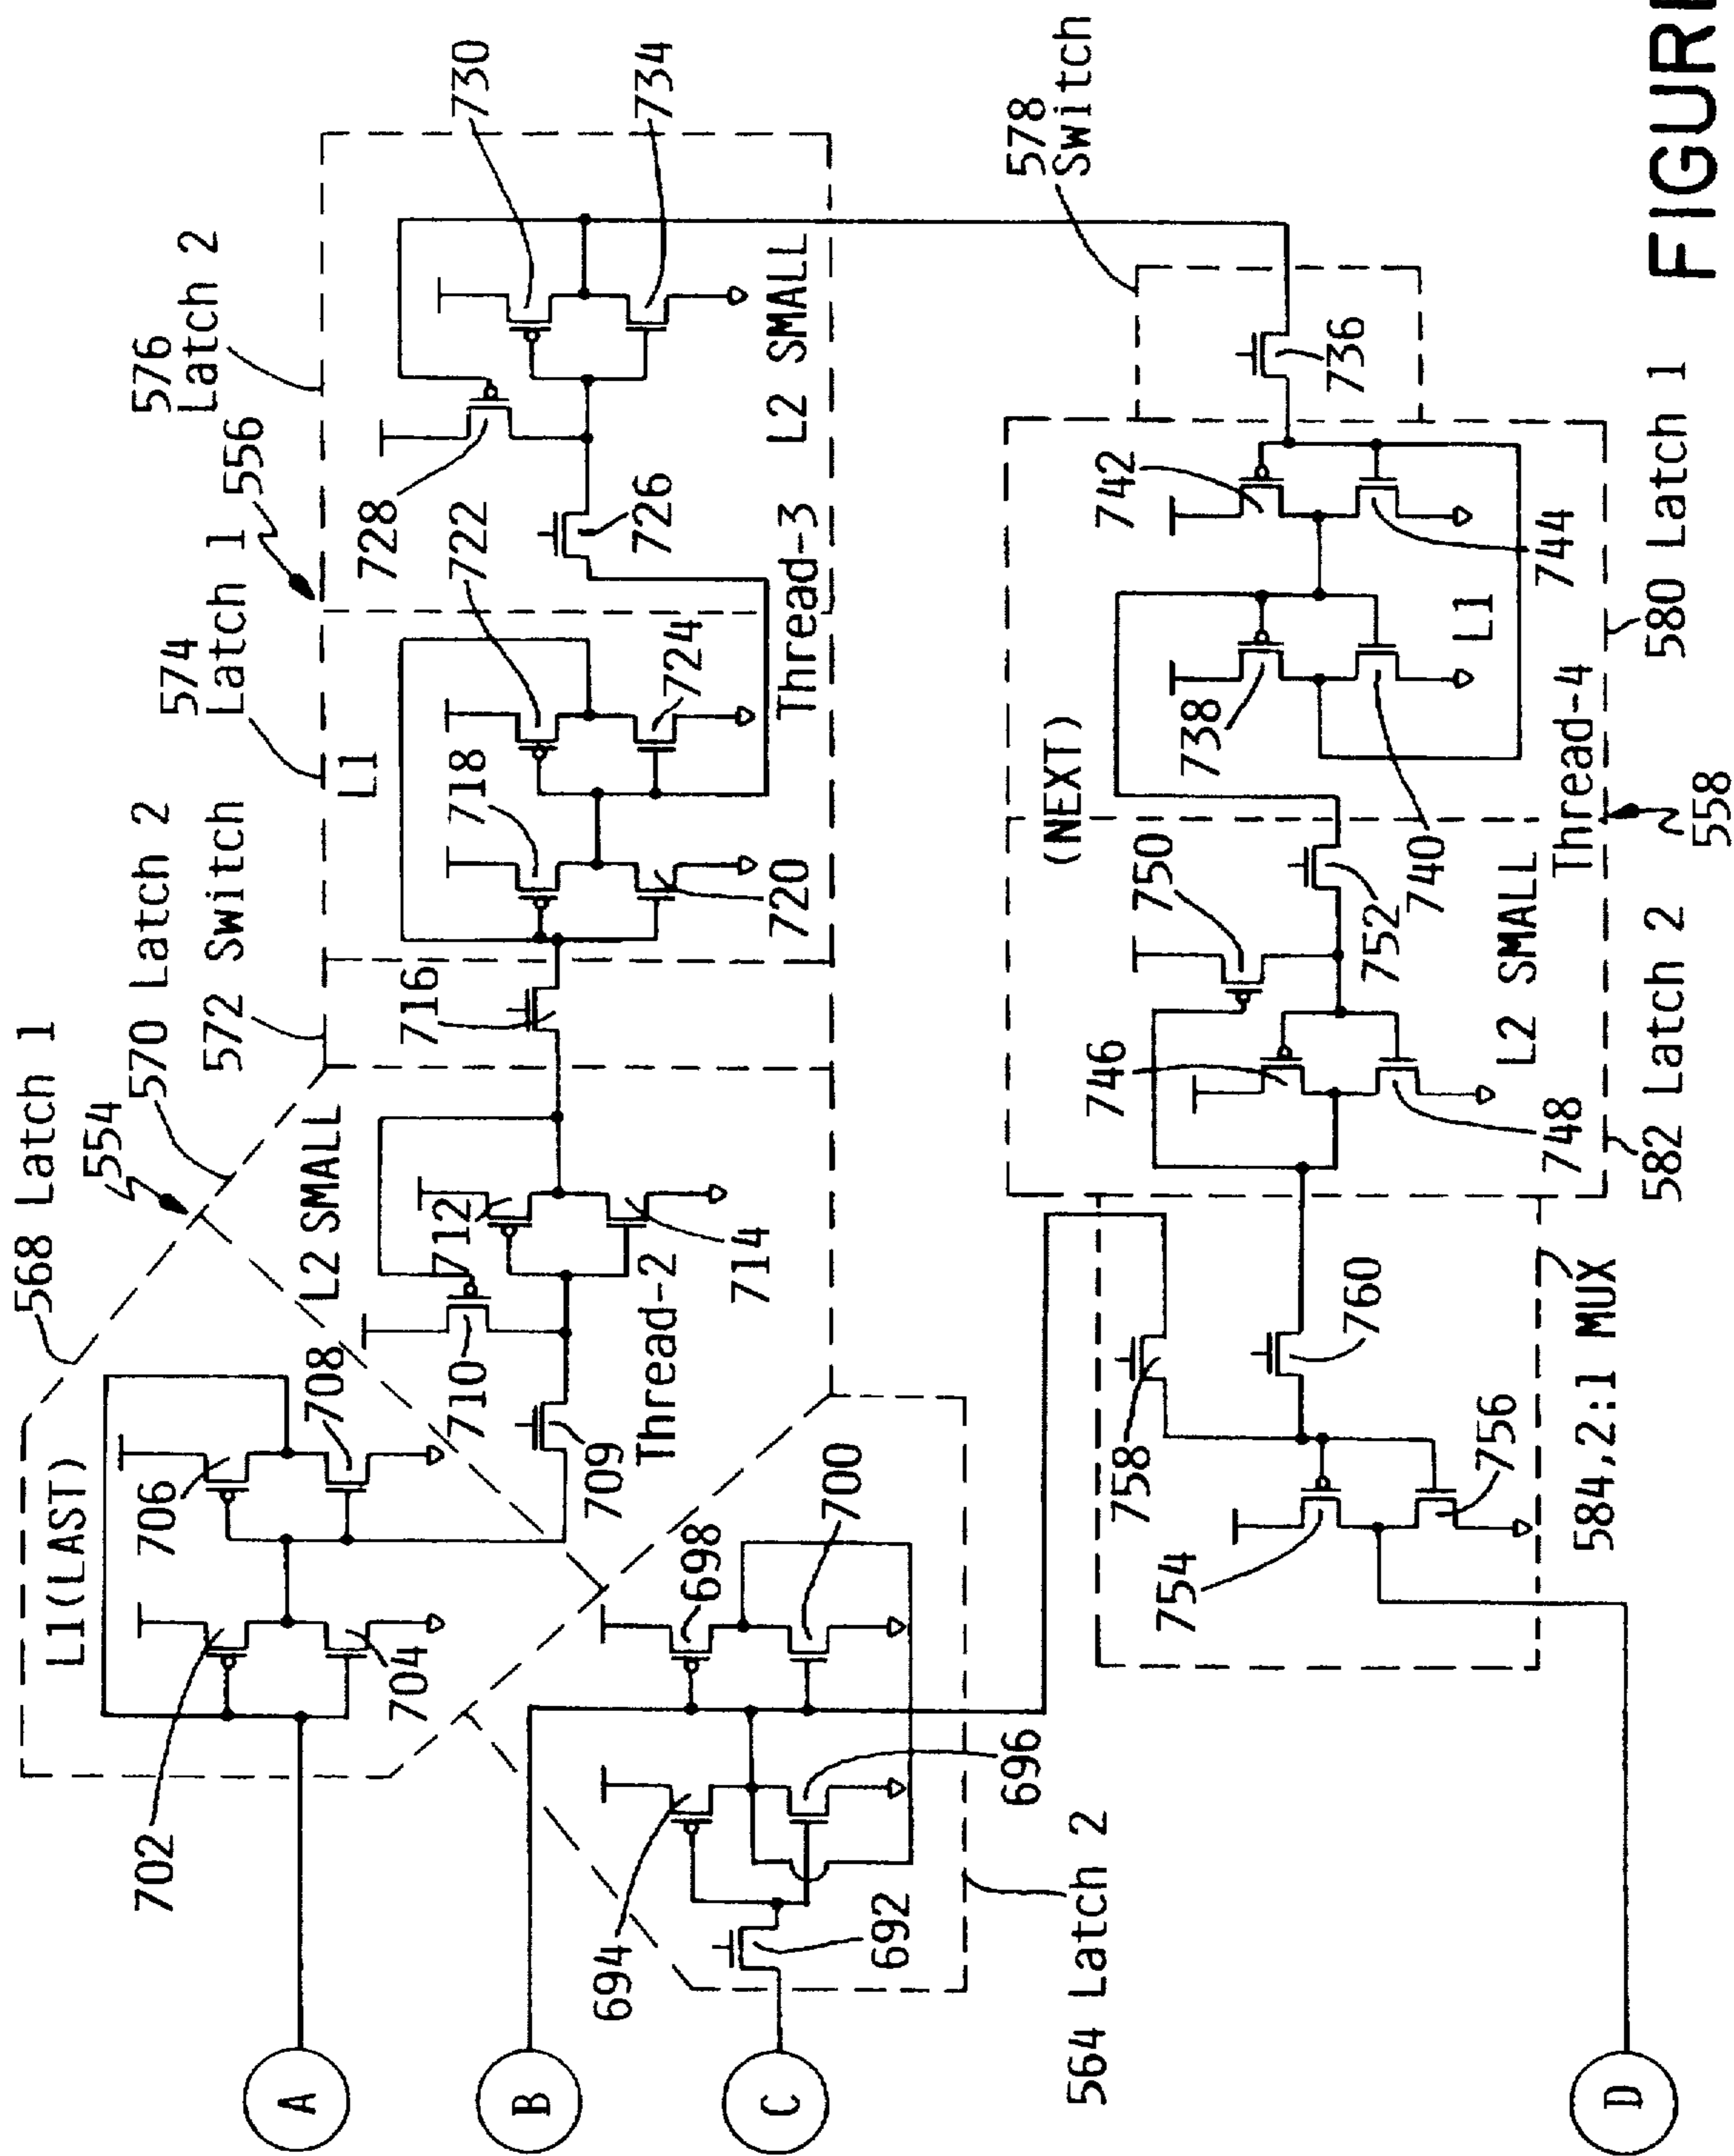 568 Latch 1
554
570 Latch 2
572 Switch
574
Latch 1
556
576
Latch 2
L1(LAST)
702
704
706
708
709
L2 SMALL
710
712
714
Thread-2
716
L1
718
720
722
724
Thread-3
726
728
730
734
L2 SMALL
578
Switch
736
A
B
C
692
694
696
698
700
564 Latch 2
(NEXT)
742
744
738
740
L1
Thread-4
558
580 Latch 1
750
752
746
748
L2 SMALL
582 Latch 2
758
760
754
756
584,2:1 MUX
D